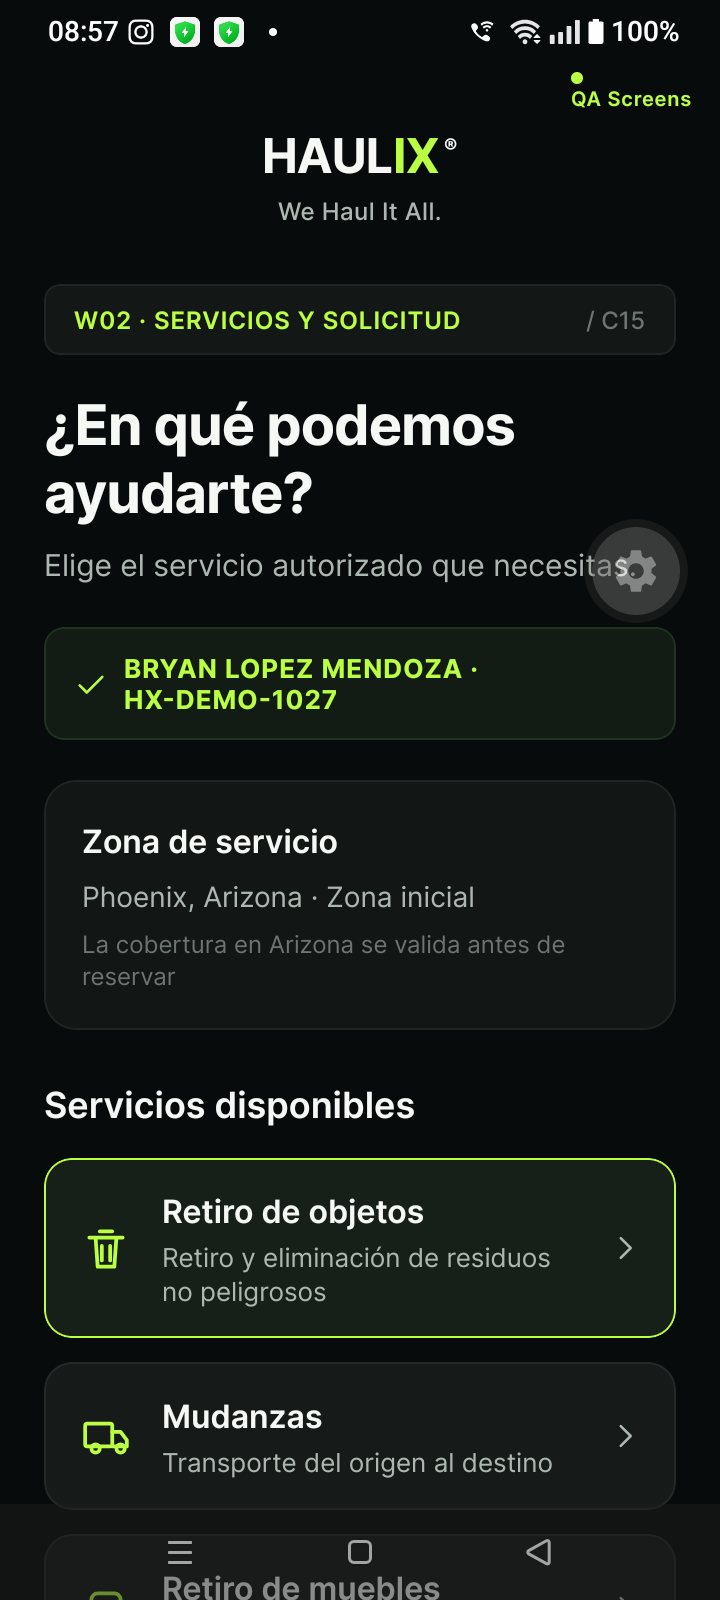 08:57
100%
QA Screens
HAULIX®
We Haul It All.
W02 · SERVICIOS Y SOLICITUD / C15
¿En qué podemos
ayudarte?
Elige el servicio autorizado que necesitas.
BRYAN LOPEZ MENDOZA ·
HX-DEMO-1027
Zona de servicio
Phoenix, Arizona · Zona inicial
La cobertura en Arizona se valida antes de
reservar
Servicios disponibles
Retiro de objetos
Retiro y eliminación de residuos
no peligrosos
Mudanzas
Transporte del origen al destino
Retiro de muebles